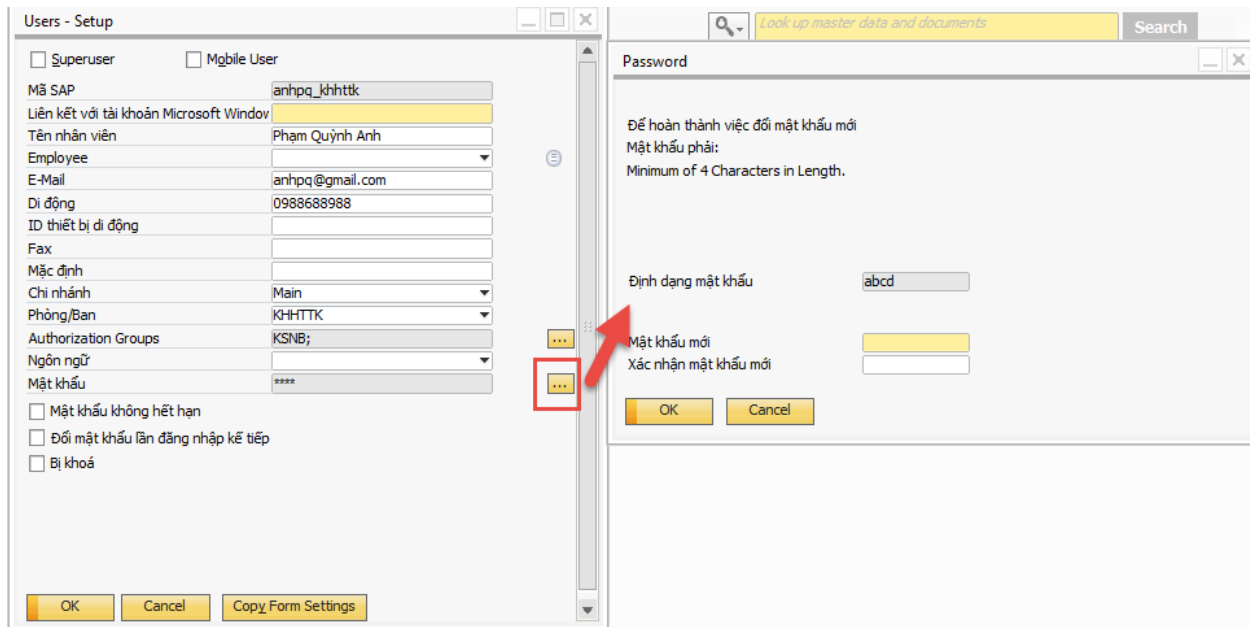 Users - Setup
Superuser
Mobile User
Mã SAP anhpq_khhttk
Liên kết với tài khoản Microsoft Window
Tên nhân viên Phạm Quỳnh Anh
Employee
E-Mail anhpq@gmail.com
Di động 0988688988
ID thiết bị di động
Fax
Mặc định
Chi nhánh Main
Phòng/Ban KHHTTK
Authorization Groups KSNB; ...
Ngôn ngữ
Mật khẩu **** ...
Mật khẩu không hết hạn
Đổi mật khẩu lần đăng nhập kế tiếp
Bị khoá
OK Cancel Copy Form Settings
Look up master data and documents Search
Password
Để hoàn thành việc đổi mật khẩu mới
Mật khẩu phải:
Minimum of 4 Characters in Length.
Định dạng mật khẩu abcd
Mật khẩu mới
Xác nhận mật khẩu mới
OK Cancel